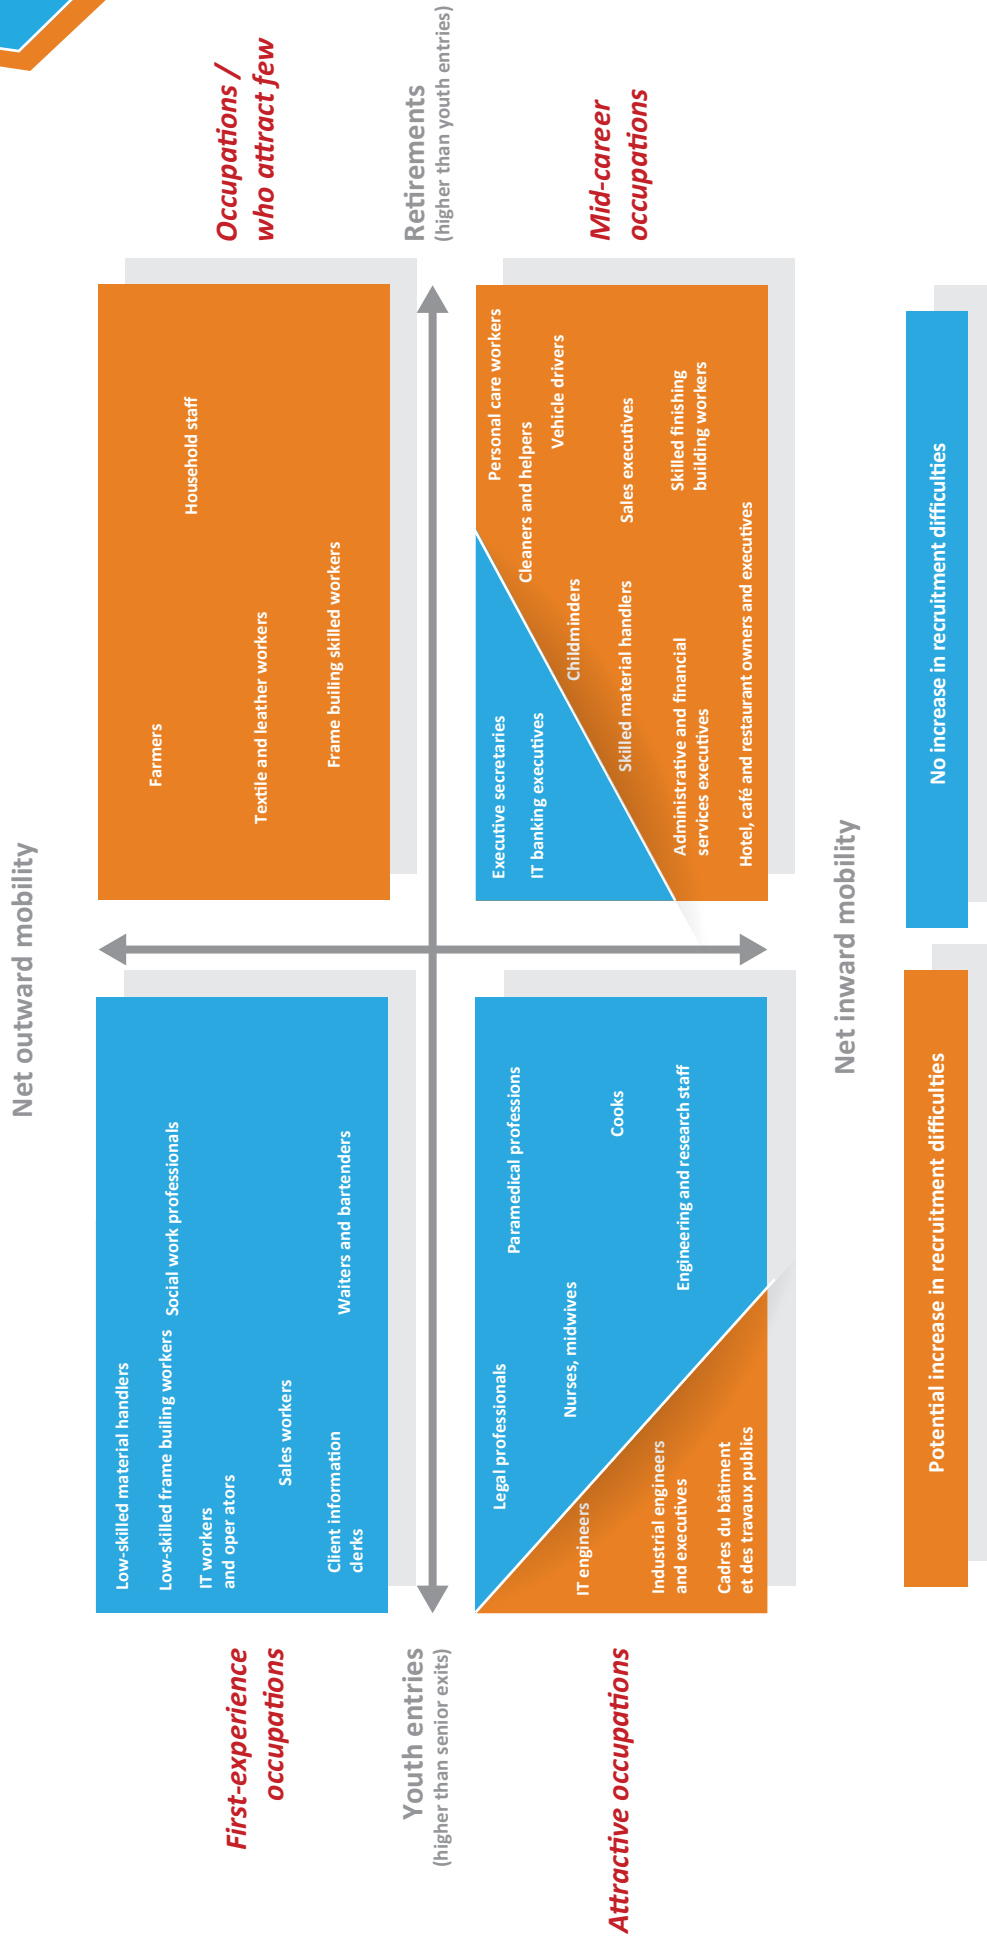 Net outward mobility
First-experience
occupations
Low-skilled material handlers
Low-skilled frame builing workers
Social work professionals
IT workers
and oper ators
Sales workers
Client information
clerks
Waiters and bartenders
Occupations /
who attract few
Farmers
Household staff
Textile and leather workers
Frame builing skilled workers
Youth entries
(higher than senior exits)
Retirements
(higher than youth entries)
Attractive occupations
Legal professionals
Paramedical professions
Nurses, midwives
Cooks
IT engineers
Engineering and research staff
Industrial engineers
and executives
Cadres du bâtiment
et des travaux publics
Mid-career
occupations
Executive secretaries
IT banking executives
Personal care workers
Cleaners and helpers
Vehicle drivers
Childminders
Skilled material handlers
Sales executives
Administrative and financial
services executives
Skilled finishing
building workers
Hotel, café and restaurant owners and executives
Net inward mobility
Potential increase in recruitment difficulties
No increase in recruitment difficulties